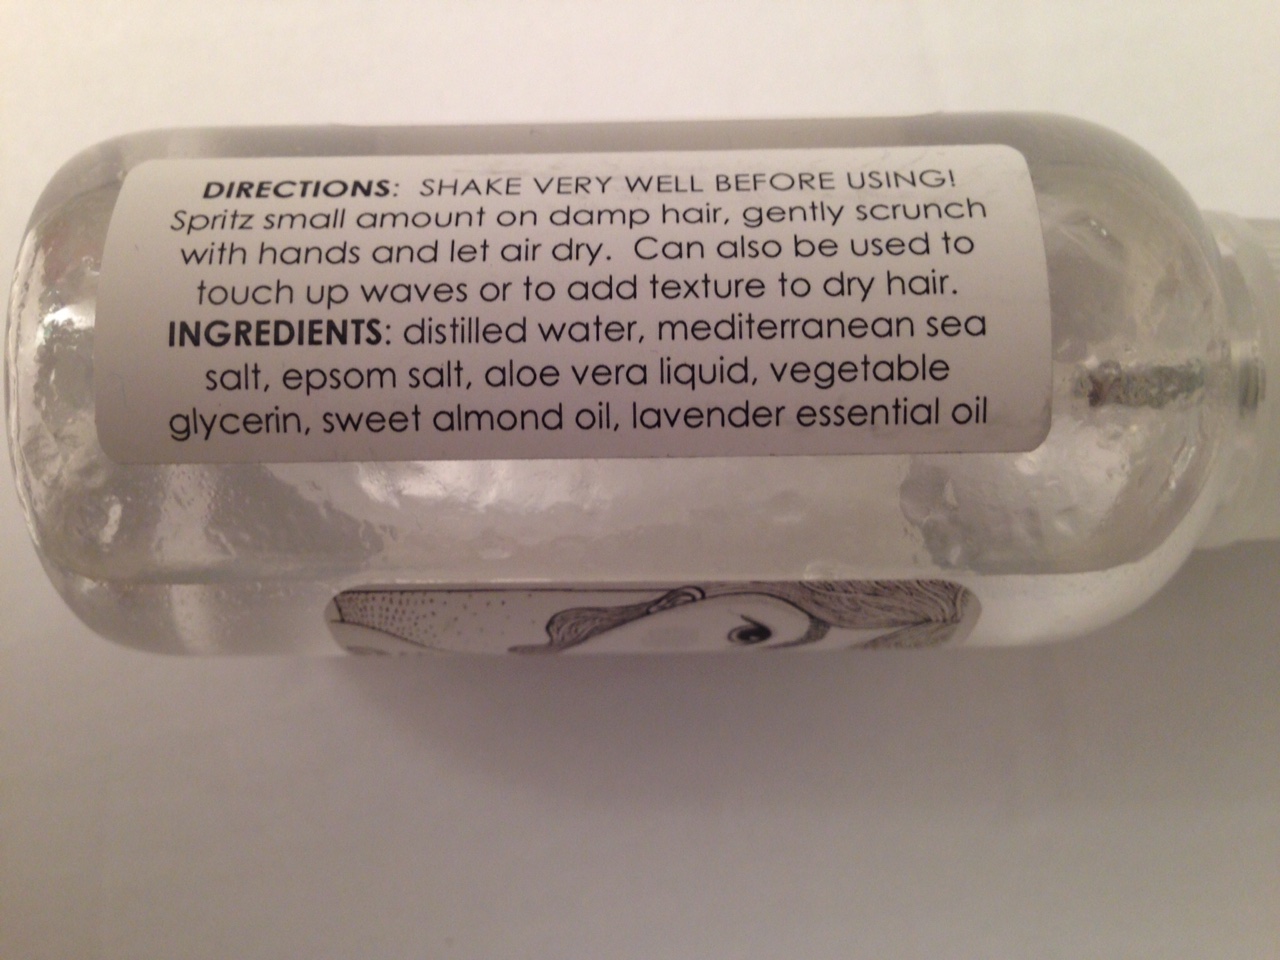 DIRECTIONS: SHAKE VERY WELL BEFORE USING!
Spritz small amount on damp hair, gently scrunch
with hands and let air dry. Can also be used to
touch up waves or to add texture to dry hair.
INGREDIENTS: distilled water, mediterranean sea
salt, epsom salt, aloe vera liquid, vegetable
glycerin, sweet almond oil, lavender essential oil